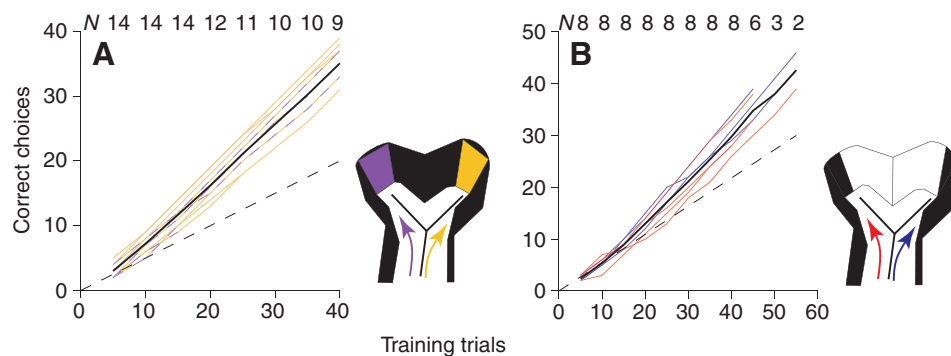 N 14 14 14 12 11 10 10 9
A
40
30
20
10
0
0 10 20 30 40
Correct choices
N 8 8 8 8 8 8 8 6 3 2
B
50
40
30
20
10
0
0 10 20 30 40 50 60
Training trials